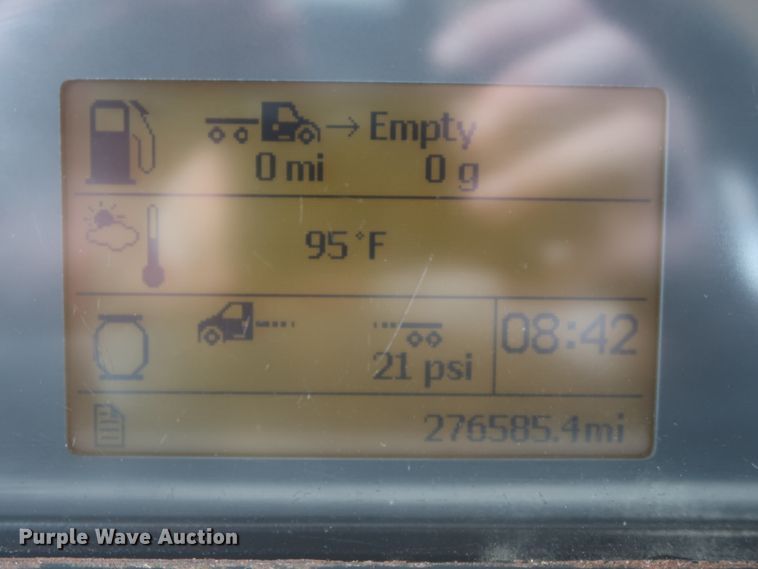 → Empty
0 mi 0 g
95°F
08:42
21 psi
276585.4mi
Purple Wave Auction